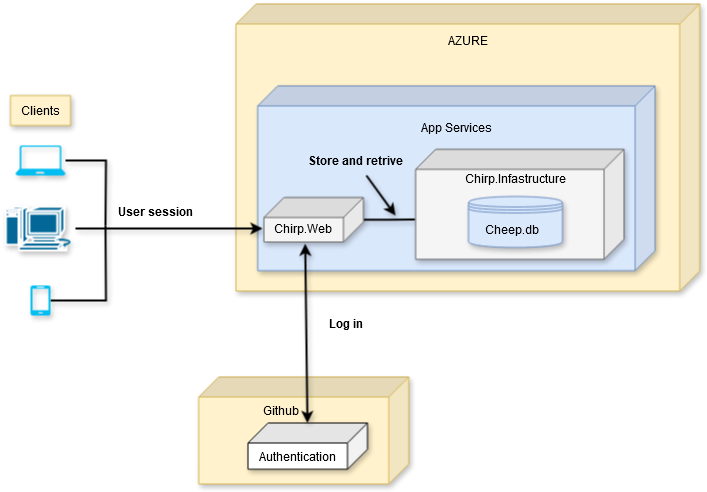 AZURE
Clients
App Services
Store and retrive
Chirp.Infastructure
User session
Chirp.Web
Cheep.db
Log in
Github
Authentication